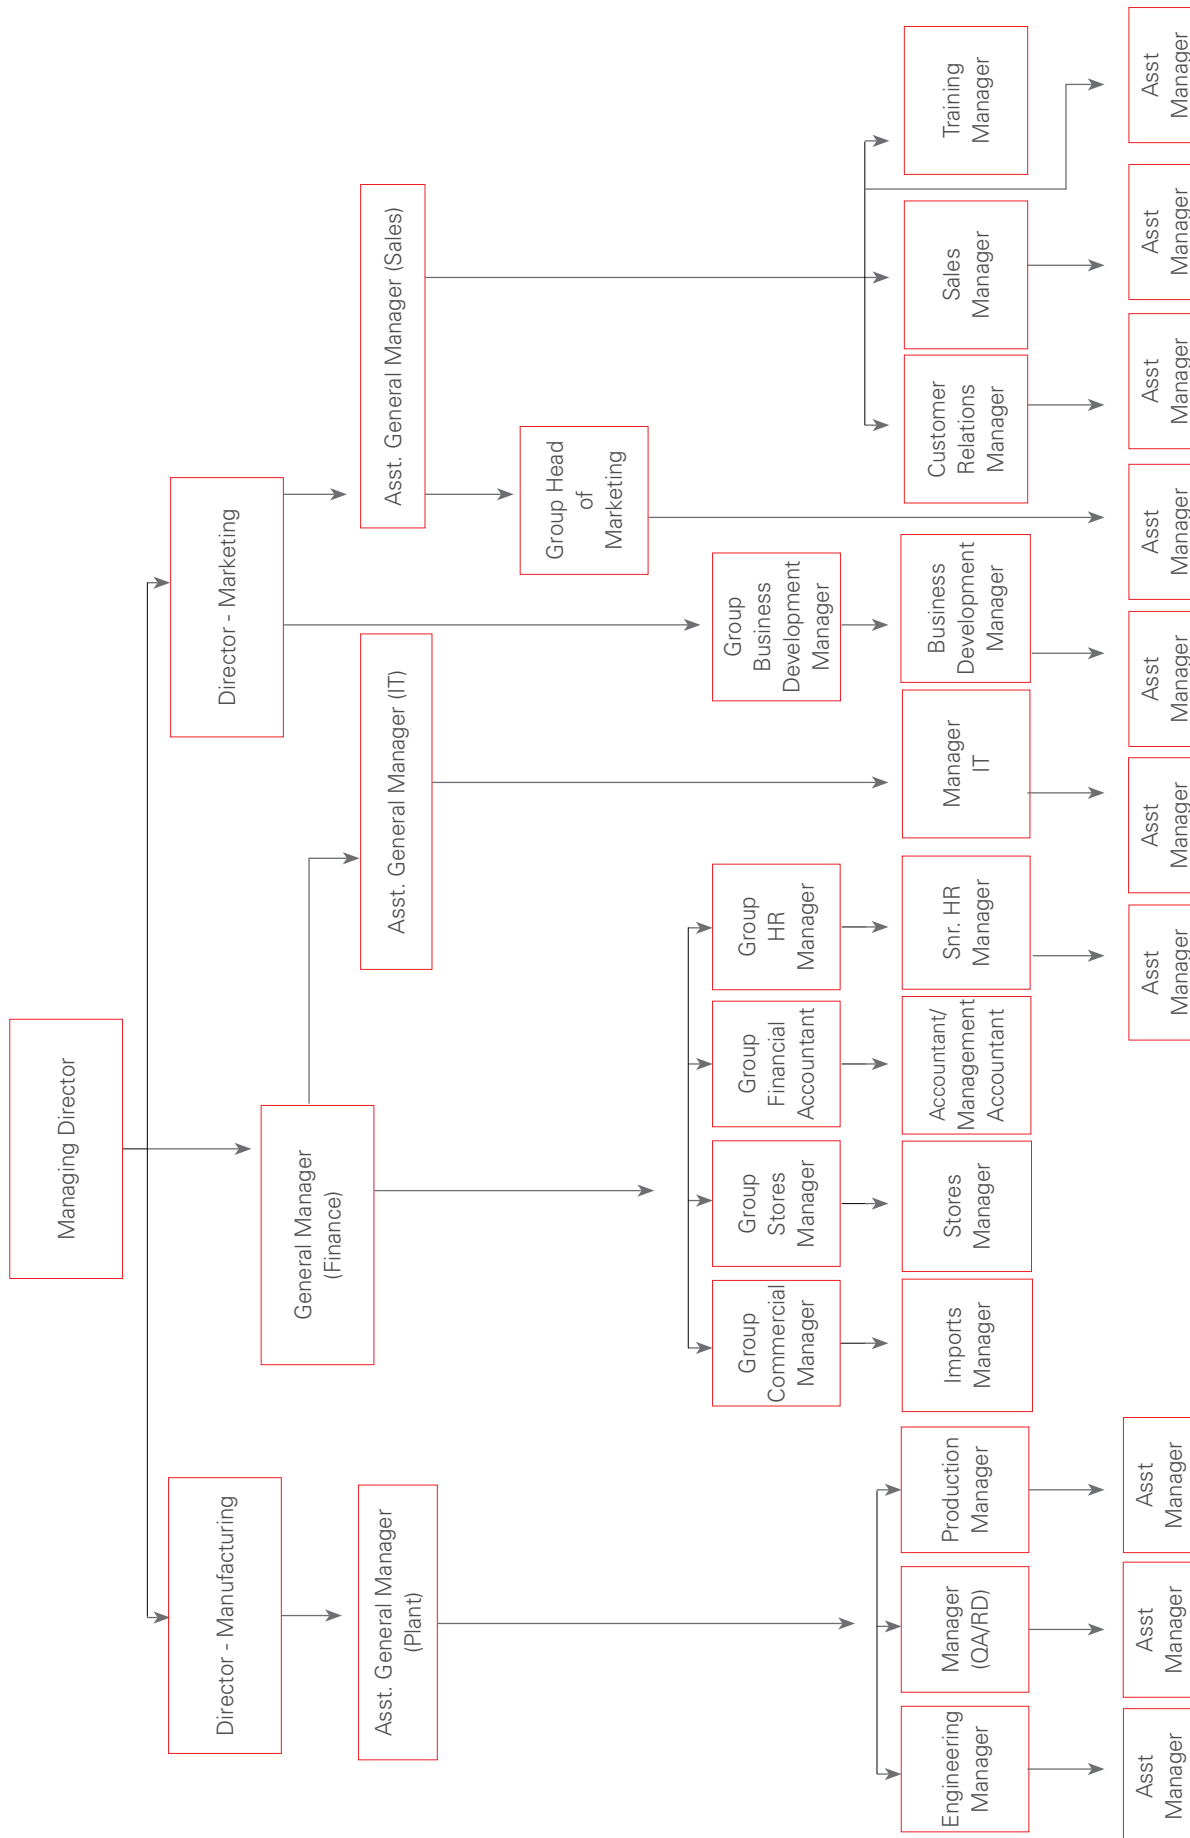 Managing Director
Director - Manufacturing
General Manager
(Finance)
Director - Marketing
Asst. General Manager
(Plant)
Asst. General Manager (IT)
Asst. General Manager (Sales)
Group Head
of
Marketing
Group
Commercial
Manager
Group
Stores
Manager
Group
Financial
Accountant
Group
HR
Manager
Group
Business
Development
Manager
Engineering
Manager
Manager
(QA/RD)
Production
Manager
Imports
Manager
Stores
Manager
Accountant/
Management
Accountant
Snr. HR
Manager
Manager
IT
Business
Development
Manager
Customer
Relations
Manager
Sales
Manager
Training
Manager
Asst
Manager
Asst
Manager
Asst
Manager
Asst
Manager
Asst
Manager
Asst
Manager
Asst
Manager
Asst
Manager
Asst
Manager
Asst
Manager